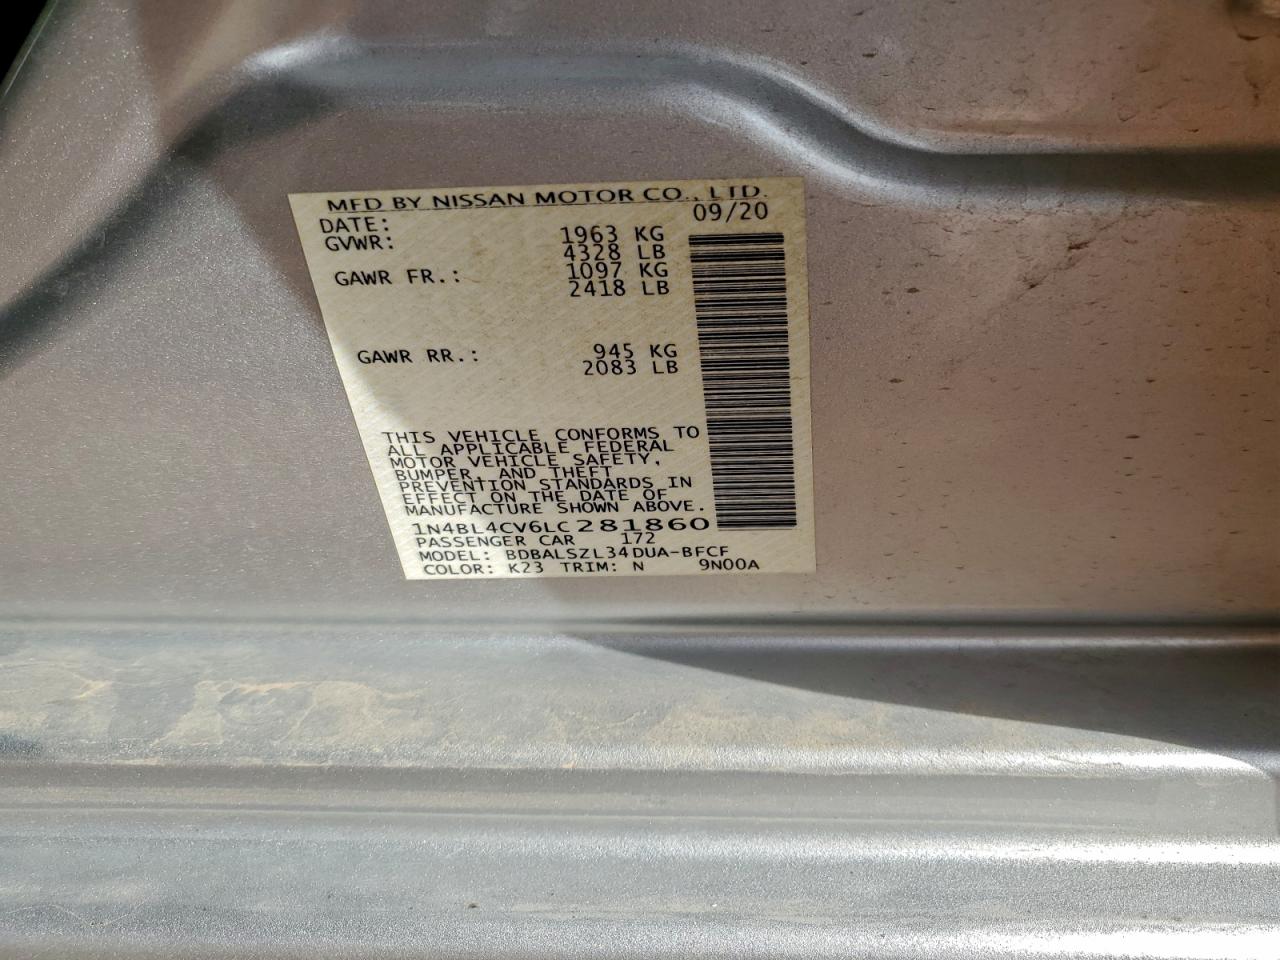 MFD BY NISSAN MOTOR CO., LTD.
DATE: 09/20
GVWR: 1963 KG
4328 LB
GAWR FR.: 1097 KG
2418 LB
GAWR RR.: 945 KG
2083 LB
THIS VEHICLE CONFORMS TO
ALL APPLICABLE FEDERAL
MOTOR VEHICLE SAFETY,
BUMPER, AND THEFT
PREVENTION STANDARDS IN
EFFECT ON THE DATE OF
MANUFACTURE SHOWN ABOVE.
1N4BL4CV6LC281860
PASSENGER CAR 172
MODEL: BDBALSZL34DUA-BFCF
COLOR: K23 TRIM: N 9N00A